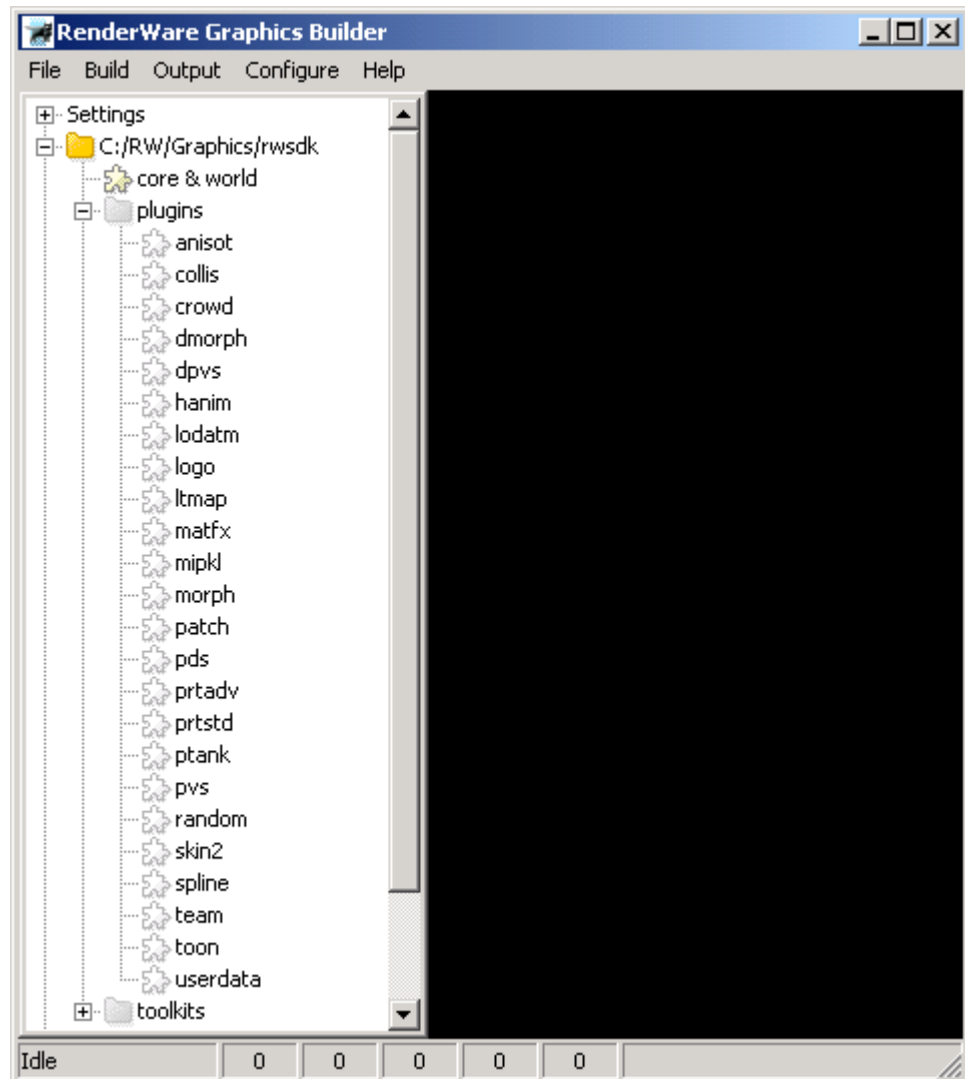 RenderWare Graphics Builder
File Build Output Configure Help
Settings
C:/RW/Graphics/rwsdk
core & world
plugins
anisot
collis
crowd
dmorph
dpvs
hanim
lodatm
logo
ltmap
matfx
mipkl
morph
patch
pds
prtadv
prtstd
ptank
pvs
random
skin2
spline
team
toon
userdata
toolkits
Idle 0 0 0 0 0